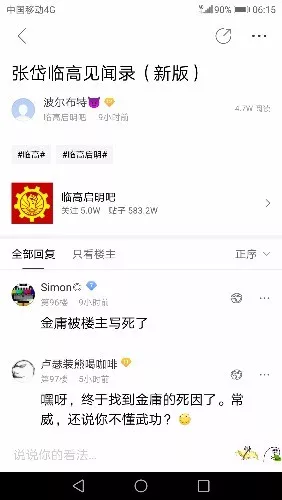 中国移动4G 90% 06:15
张岱临高见闻录（新版）
波尔布特😈
临高启明吧 9小时前 4.7W 阅读
#临高# #临高启明#
临高启明吧
关注 5.0W 贴子 583.2W
全部回复 只看楼主 正序
Simon
第96楼 9小时前
金庸被楼主写死了
卢瑟装熊喝咖啡
第97楼 5小时前
嘿呀，终于找到金庸的死因了。常
威，还说你不懂武功？
说说你的看法...